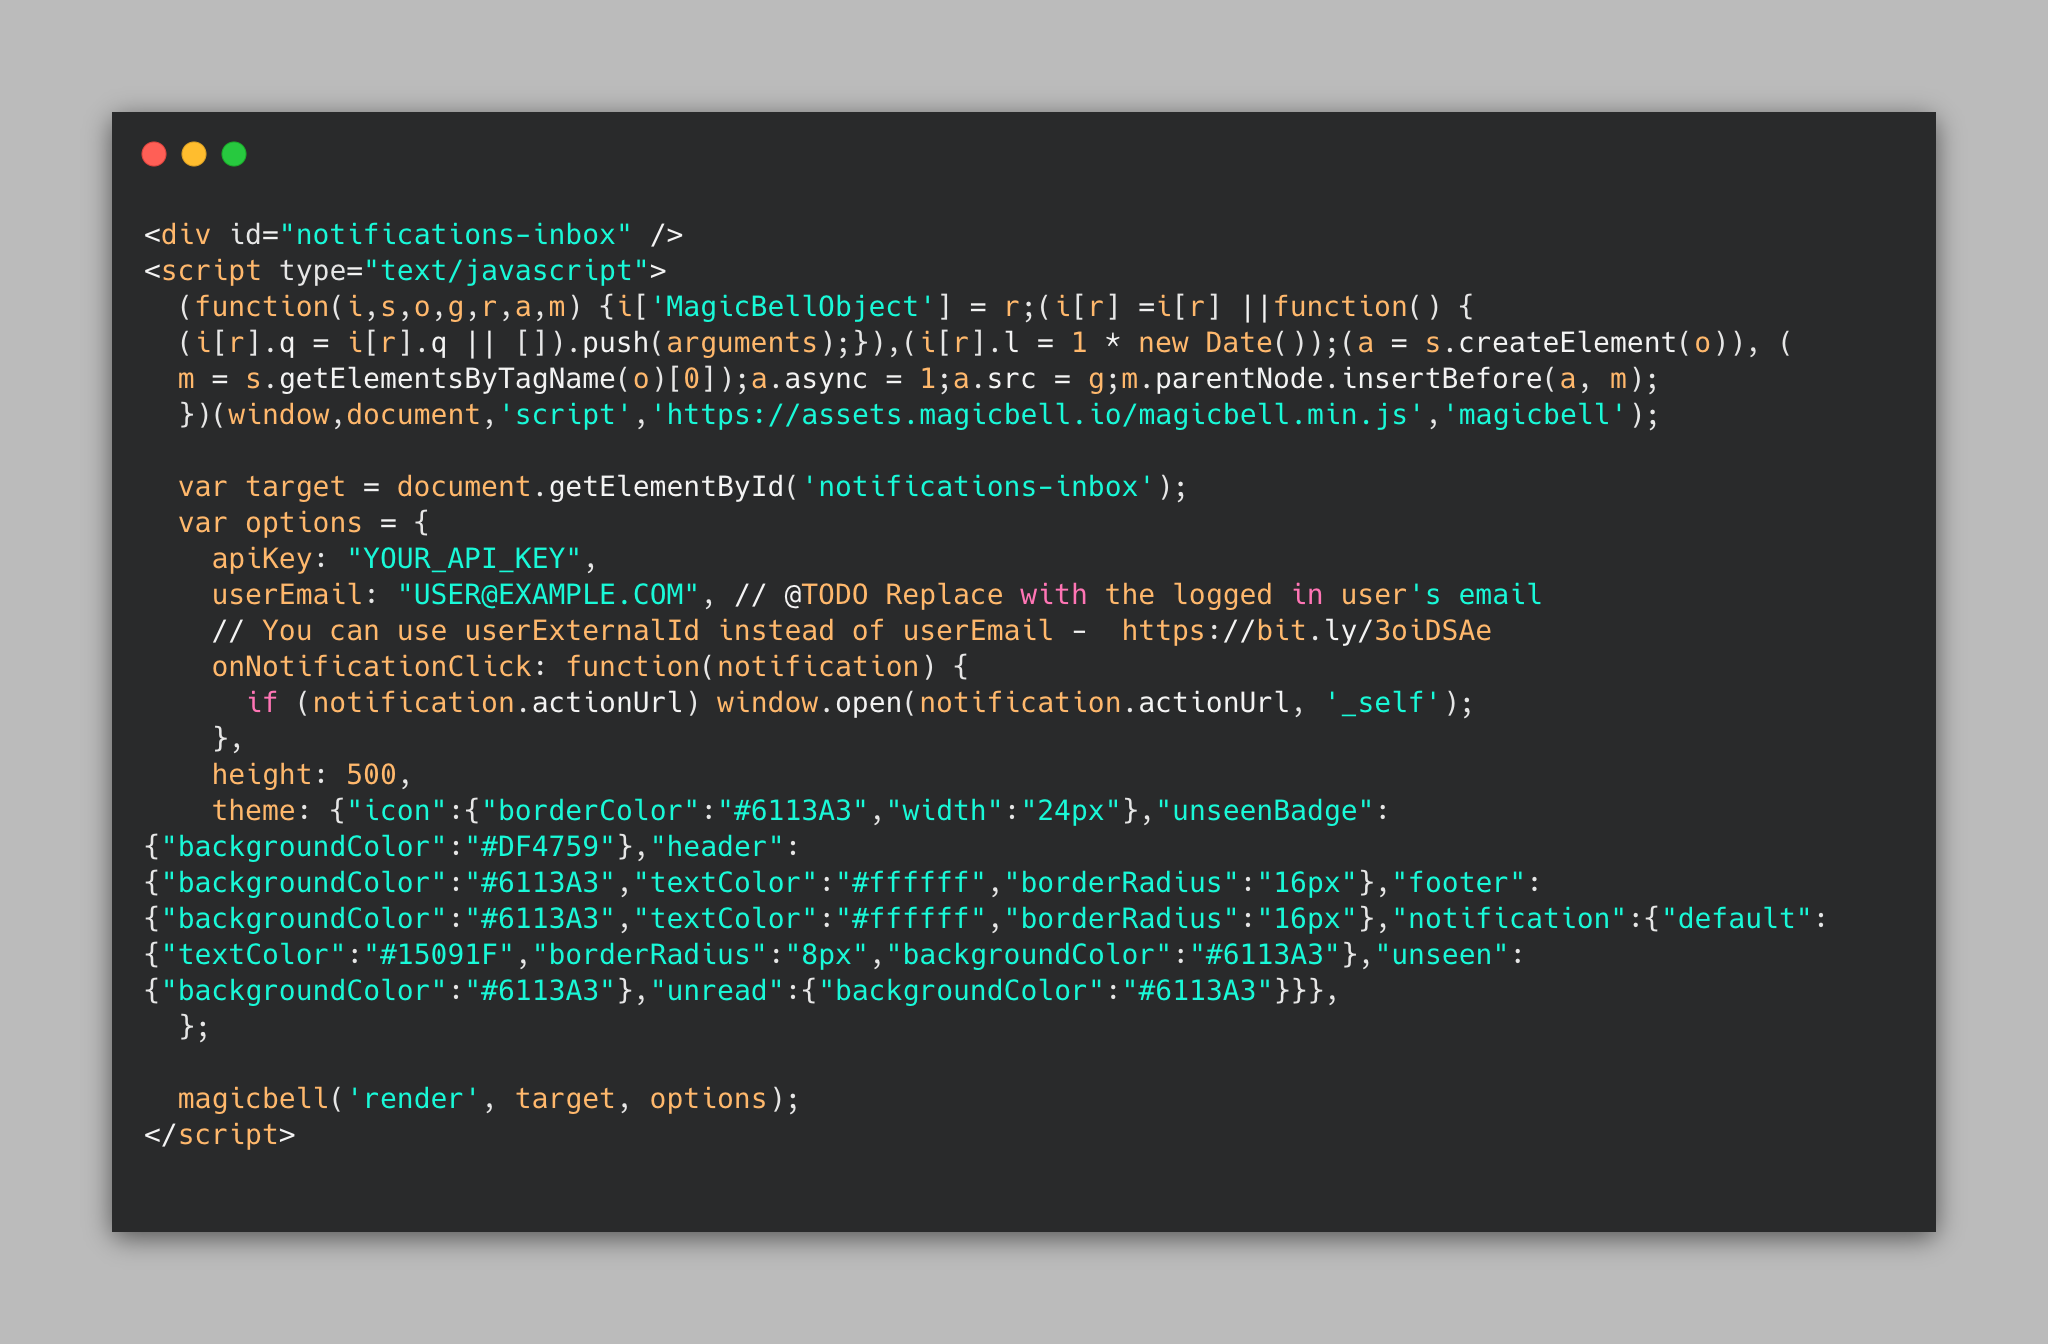 <div id="notifications-inbox" />
<script type="text/javascript">
  (function(i,s,o,g,r,a,m) {i['MagicBellObject'] = r;(i[r] =i[r] ||function() {
  (i[r].q = i[r].q || []).push(arguments);}),(i[r].l = 1 * new Date());(a = s.createElement(o)), (
  m = s.getElementsByTagName(o)[0]);a.async = 1;a.src = g;m.parentNode.insertBefore(a, m);
  })(window,document,'script','https://assets.magicbell.io/magicbell.min.js','magicbell');

  var target = document.getElementById('notifications-inbox');
  var options = {
    apiKey: "YOUR_API_KEY",
    userEmail: "USER@EXAMPLE.COM", // @TODO Replace with the logged in user's email
    // You can use userExternalId instead of userEmail -  https://bit.ly/3oiDSAe
    onNotificationClick: function(notification) {
      if (notification.actionUrl) window.open(notification.actionUrl, '_self');
    },
    height: 500,
    theme: {"icon":{"borderColor":"#6113A3","width":"24px"},"unseenBadge":
{"backgroundColor":"#DF4759"},"header":
{"backgroundColor":"#6113A3","textColor":"#ffffff","borderRadius":"16px"},"footer":
{"backgroundColor":"#6113A3","textColor":"#ffffff","borderRadius":"16px"},"notification":{"default":
{"textColor":"#15091F","borderRadius":"8px","backgroundColor":"#6113A3"},"unseen":
{"backgroundColor":"#6113A3"},"unread":{"backgroundColor":"#6113A3"}}},
  };

  magicbell('render', target, options);
</script>